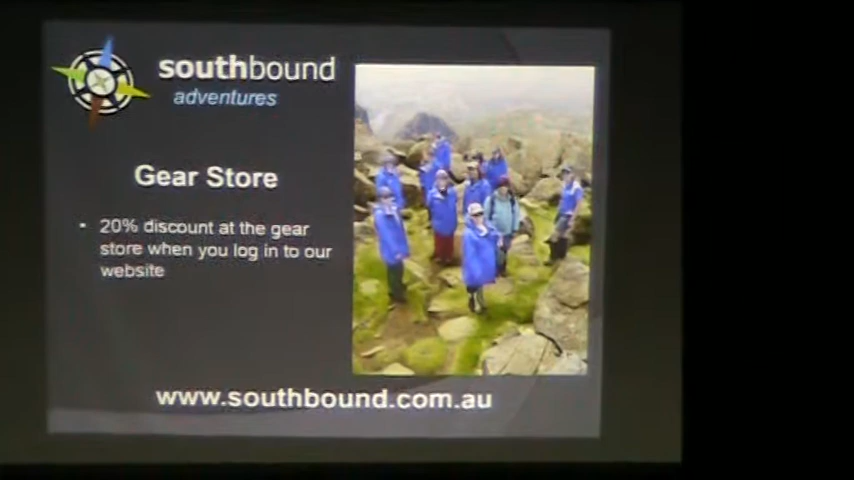 southbound
adventures
Gear Store
• 20% discount at the gear
store when you log in to our
website
www.southbound.com.au